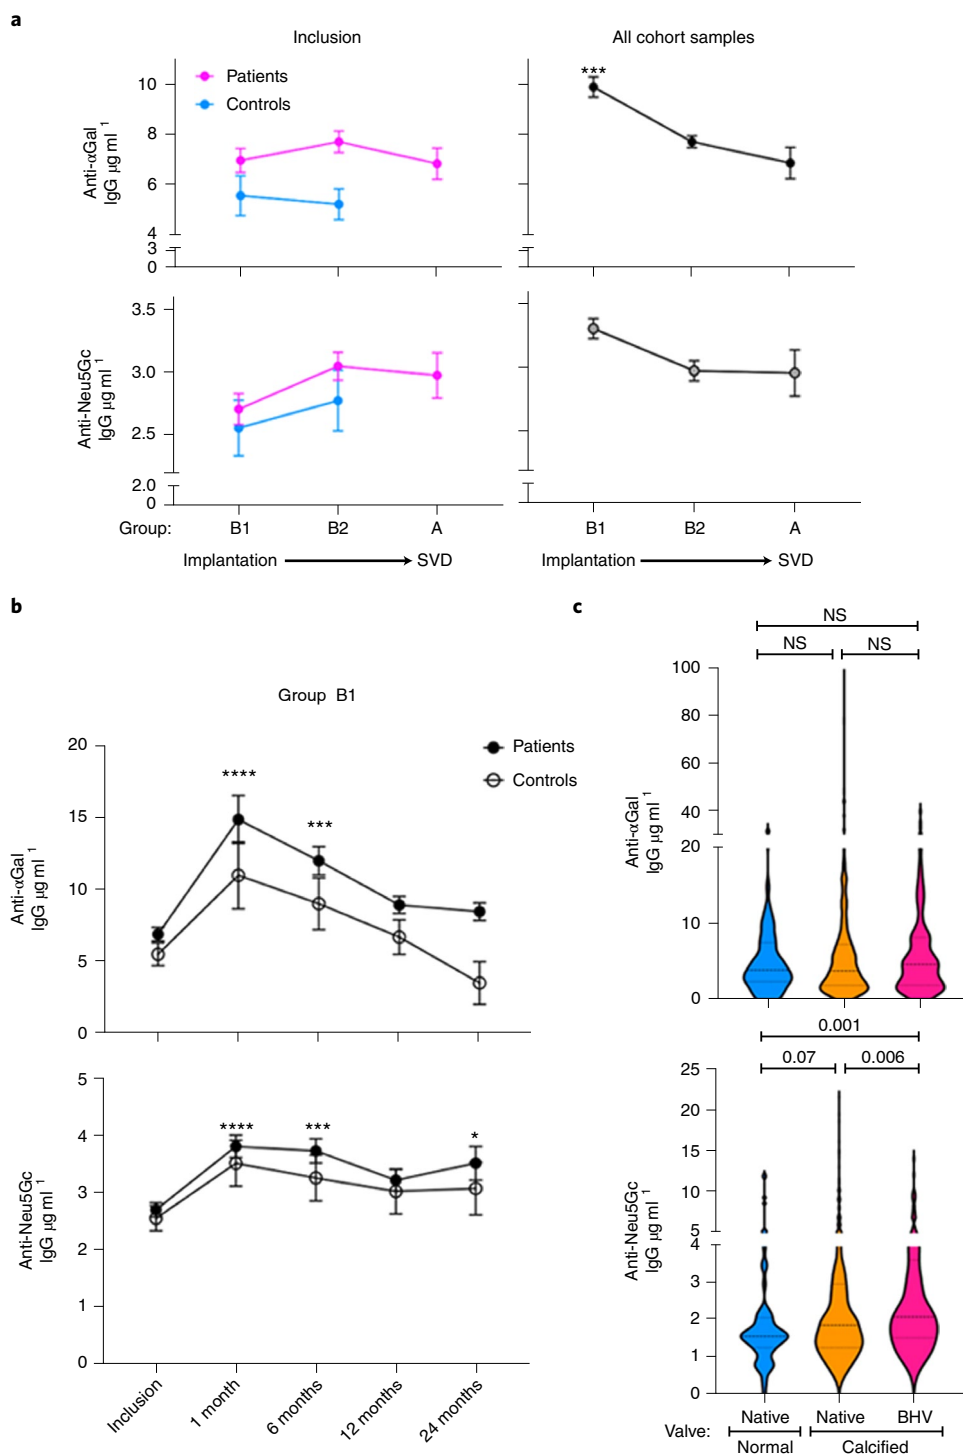 a
Inclusion
All cohort samples
Patients
Controls
***
Anti-αGal
IgG μg ml 1
10
8
6
4
3
0
Anti-Neu5Gc
IgG μg ml 1
3.5
3.0
2.5
2.0
0
Group: B1 B2 A B1 B2 A
Implantation SVD Implantation SVD
b
Group B1
Patients
Controls
Anti-αGal
IgG μg ml 1
20
15
10
5
0
****
***
Anti-Neu5Gc
IgG μg ml 1
5
4
3
2
1
0
****
***
*
Inclusion
1 month
6 months
12 months
24 months
c
NS
NS NS
Anti-αGal
IgG μg ml 1
100
80
60
40
20
10
0
0.001
0.07 0.006
Anti-Neu5Gc
IgG μg ml 1
25
20
15
10
5
4
3
2
1
0
Valve: Native Native BHV
Normal Calcified